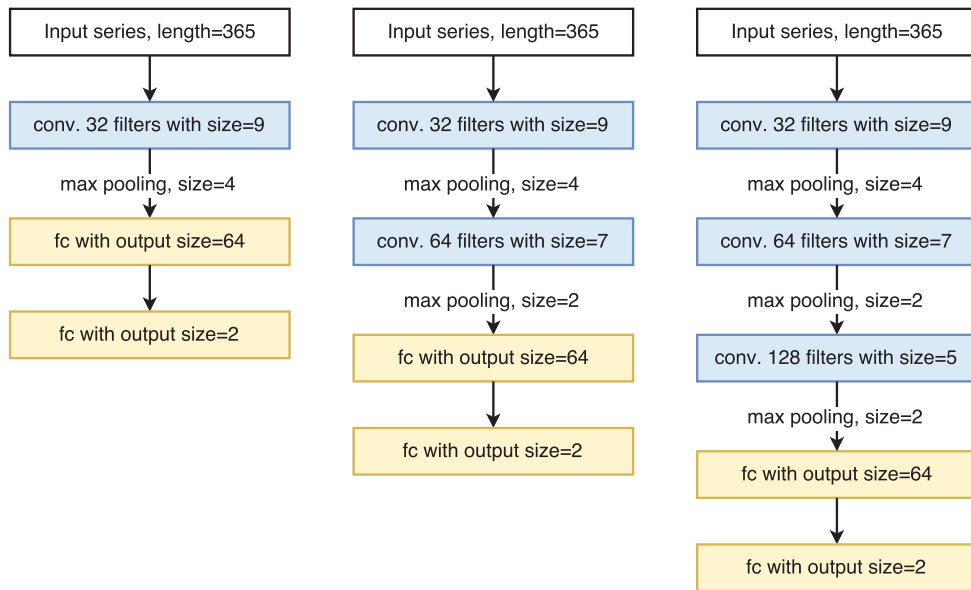 Input series, length=365
conv. 32 filters with size=9
max pooling, size=4
fc with output size=64
fc with output size=2
Input series, length=365
conv. 32 filters with size=9
max pooling, size=4
conv. 64 filters with size=7
max pooling, size=2
fc with output size=64
fc with output size=2
Input series, length=365
conv. 32 filters with size=9
max pooling, size=4
conv. 64 filters with size=7
max pooling, size=2
conv. 128 filters with size=5
max pooling, size=2
fc with output size=64
fc with output size=2